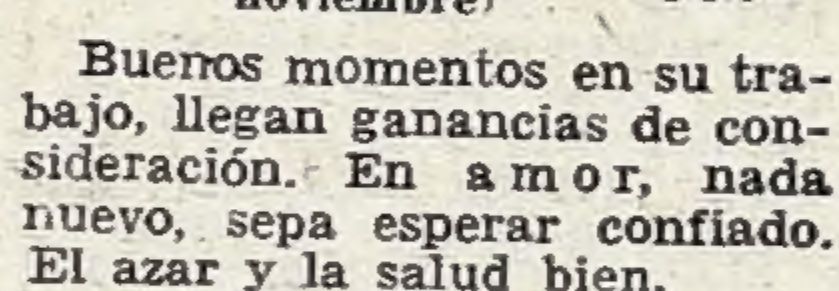 noviembre)
Buenos momentos en su tra-
bajo, llegan ganancias de con-
sideración. En amor, nada
nuevo, sepa esperar confiado.
El azar y la salud bien.